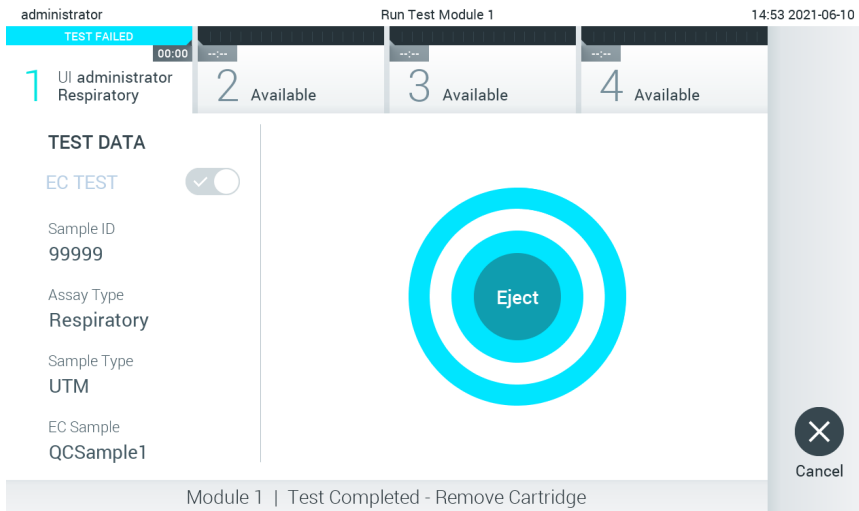 administrator
Run Test Module 1
14:53 2021-06-10
TEST FAILED
00:00
1
UI administrator
Respiratory
--:--
2
Available
--:--
3
Available
--:--
4
Available
TEST DATA
EC TEST
Sample ID
99999
Assay Type
Respiratory
Sample Type
UTM
EC Sample
QCSample1
Eject
Cancel
Module 1 | Test Completed - Remove Cartridge